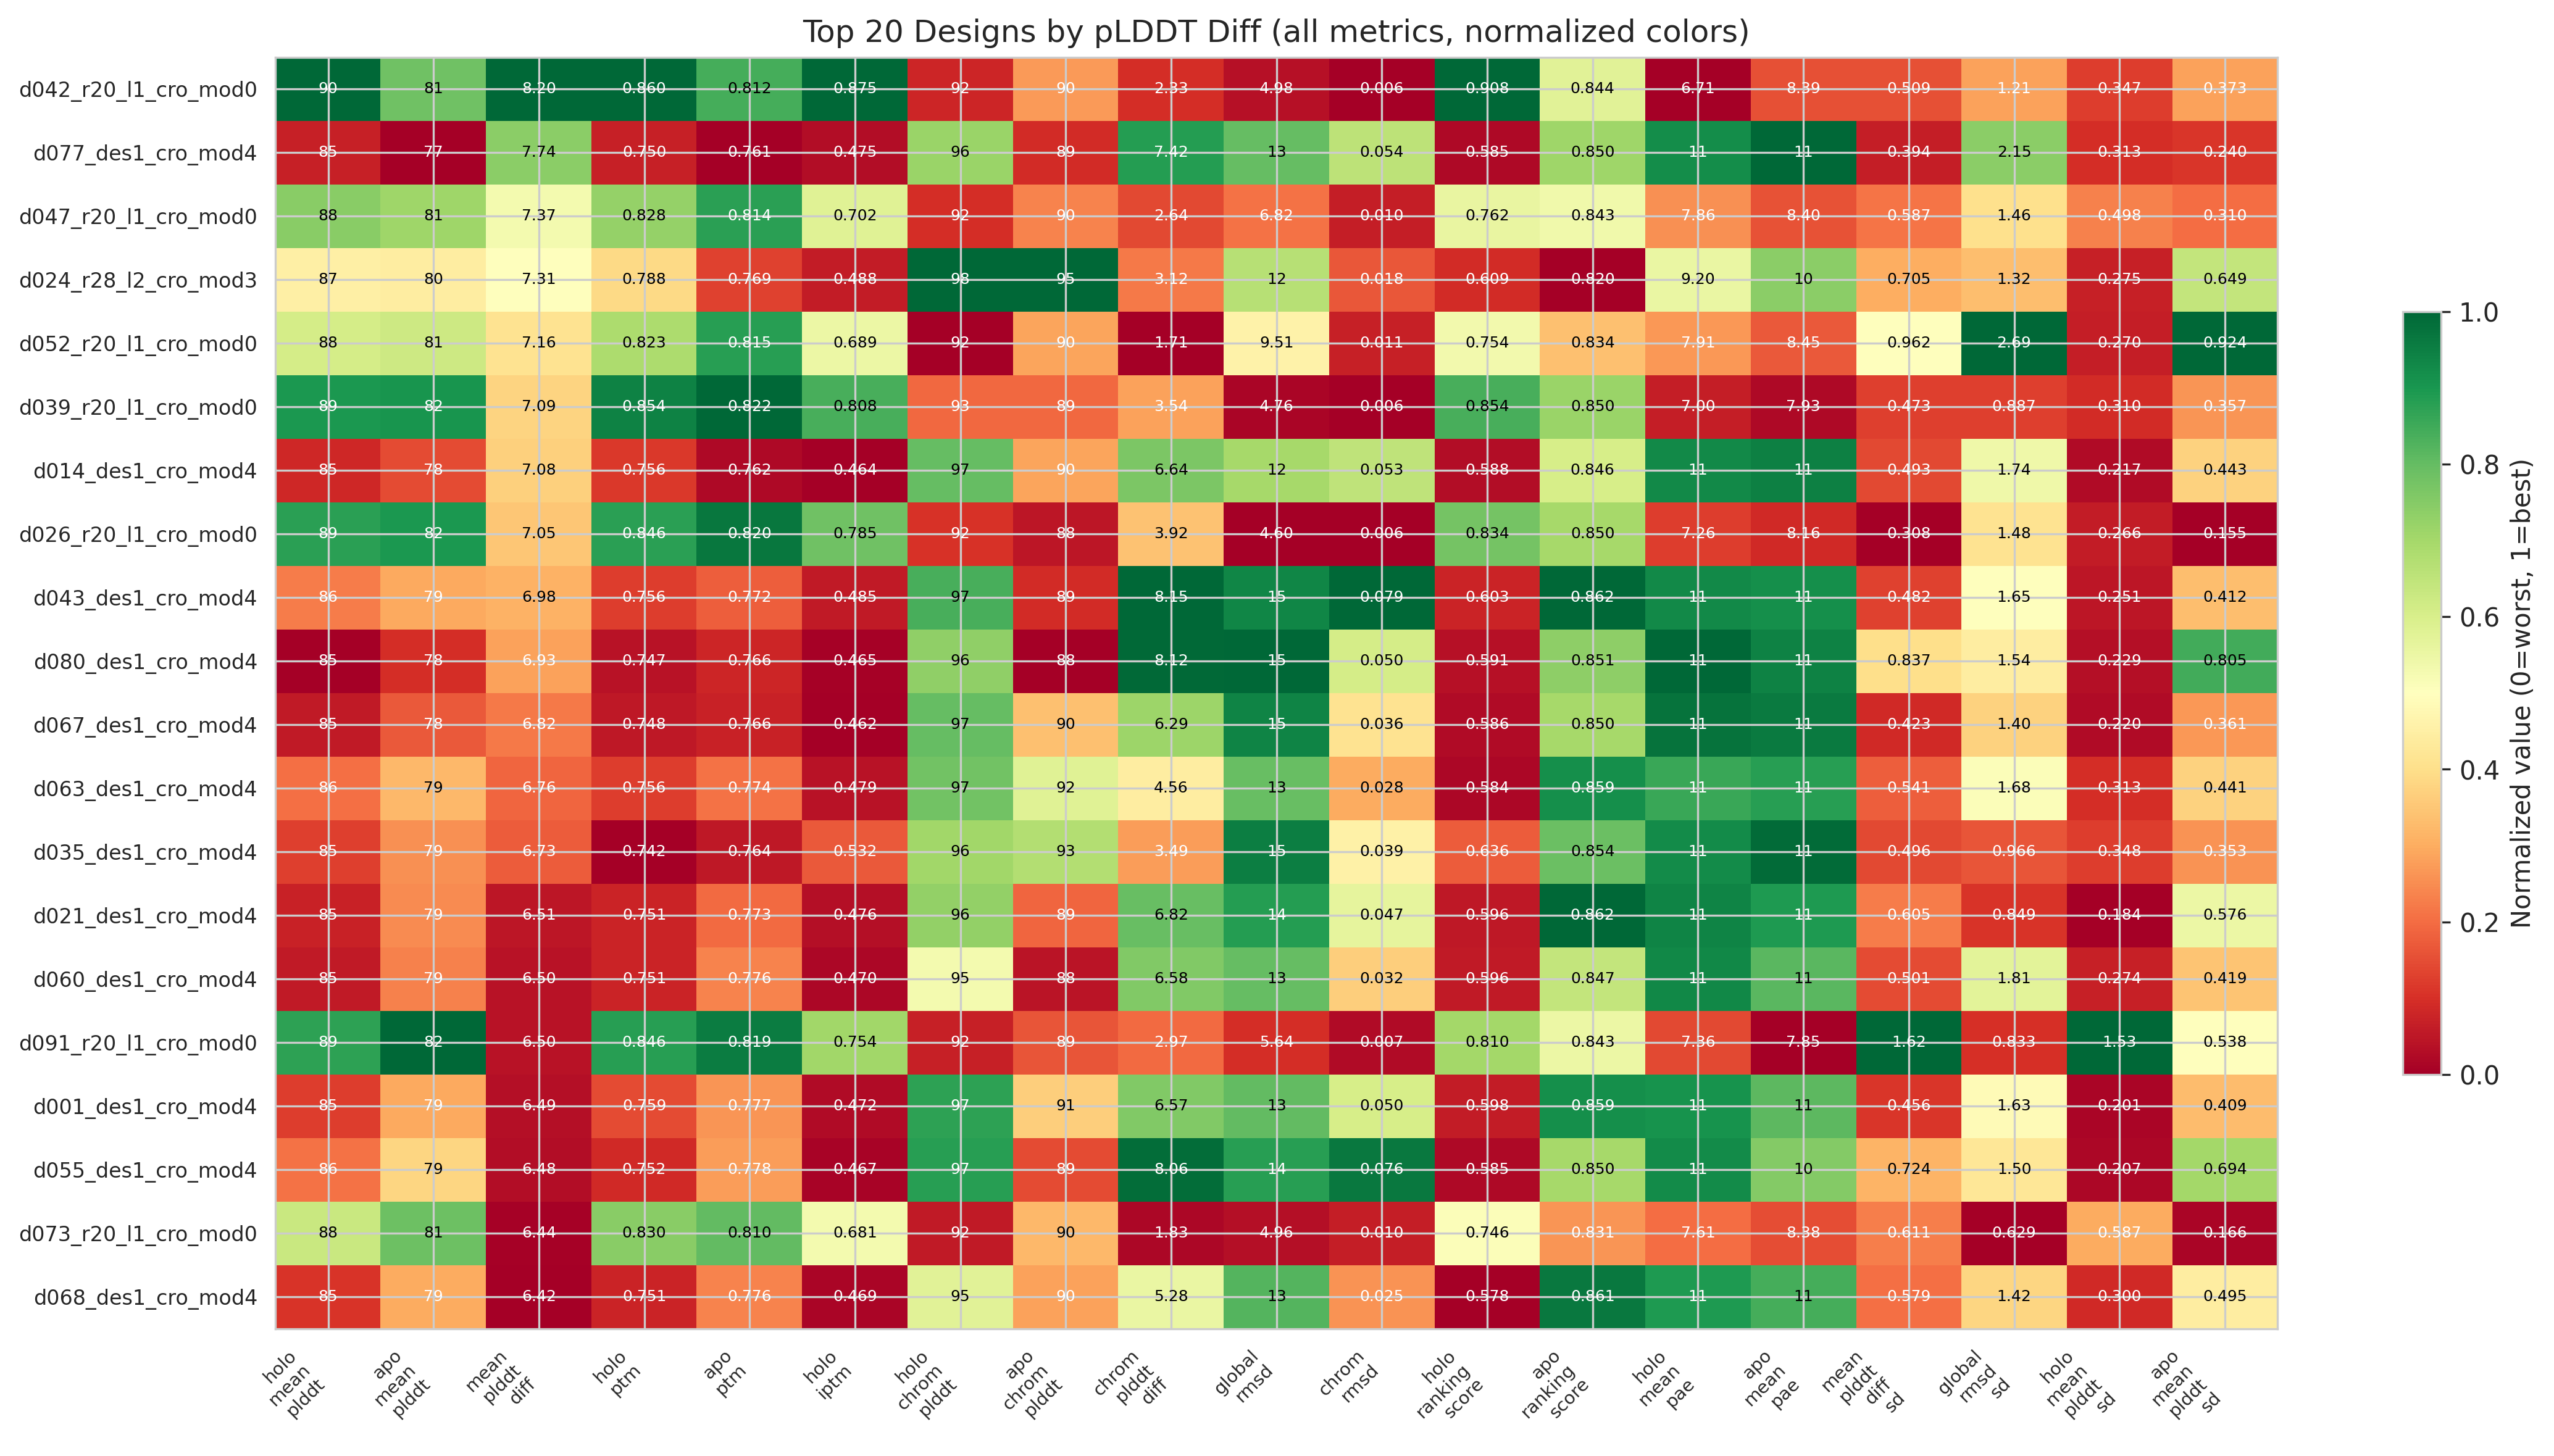 Top 20 Designs by pLDDT Diff (all metrics, normalized colors)
d042_r20_l1_cro_mod0 90 81 8.20 0.860 0.812 0.875 92 90 2.33 4.98 0.006 0.908 0.844 6.71 8.39 0.509 1.21 0.347 0.373
d077_des1_cro_mod4 85 77 7.74 0.750 0.761 0.475 96 89 7.42 13 0.054 0.585 0.850 11 11 0.394 2.15 0.313 0.240
d047_r20_l1_cro_mod0 88 81 7.37 0.828 0.814 0.702 92 90 2.64 6.82 0.010 0.762 0.843 7.86 8.40 0.587 1.46 0.498 0.310
d024_r28_l2_cro_mod3 87 80 7.31 0.788 0.769 0.488 98 95 3.12 12 0.018 0.609 0.820 9.20 10 0.705 1.32 0.275 0.649
d052_r20_l1_cro_mod0 88 81 7.16 0.823 0.815 0.689 92 90 1.71 9.51 0.011 0.754 0.834 7.91 8.45 0.962 2.69 0.270 0.924
d039_r20_l1_cro_mod0 89 82 7.09 0.854 0.822 0.808 93 89 3.54 4.76 0.006 0.854 0.850 7.00 7.93 0.473 0.887 0.310 0.357
d014_des1_cro_mod4 85 78 7.08 0.756 0.762 0.464 97 90 6.64 12 0.053 0.588 0.846 11 11 0.493 1.74 0.217 0.443
d026_r20_l1_cro_mod0 89 82 7.05 0.846 0.820 0.785 92 88 3.92 4.60 0.006 0.834 0.850 7.26 8.16 0.308 1.48 0.266 0.155
d043_des1_cro_mod4 86 79 6.98 0.756 0.772 0.485 97 89 8.15 15 0.079 0.603 0.862 11 11 0.482 1.65 0.251 0.412
d080_des1_cro_mod4 85 78 6.93 0.747 0.766 0.465 96 88 8.12 15 0.050 0.591 0.851 11 11 0.837 1.54 0.229 0.805
d067_des1_cro_mod4 85 78 6.82 0.748 0.766 0.462 97 90 6.29 15 0.036 0.586 0.850 11 11 0.423 1.40 0.220 0.361
d063_des1_cro_mod4 86 79 6.76 0.756 0.774 0.479 97 92 4.56 13 0.028 0.584 0.859 11 11 0.541 1.68 0.313 0.441
d035_des1_cro_mod4 85 79 6.73 0.742 0.764 0.532 96 93 3.49 15 0.039 0.636 0.854 11 11 0.496 0.966 0.348 0.353
d021_des1_cro_mod4 85 79 6.51 0.751 0.773 0.476 96 89 6.82 14 0.047 0.596 0.862 11 11 0.605 0.849 0.184 0.576
d060_des1_cro_mod4 85 79 6.50 0.751 0.776 0.470 95 88 6.58 13 0.032 0.596 0.847 11 11 0.501 1.81 0.274 0.419
d091_r20_l1_cro_mod0 89 82 6.50 0.846 0.819 0.754 92 89 2.97 5.64 0.007 0.810 0.843 7.36 7.85 1.62 0.833 1.53 0.538
d001_des1_cro_mod4 85 79 6.49 0.759 0.777 0.472 97 91 6.57 13 0.050 0.598 0.859 11 11 0.456 1.63 0.201 0.409
d055_des1_cro_mod4 86 79 6.48 0.752 0.778 0.467 97 89 8.06 14 0.076 0.585 0.850 11 10 0.724 1.50 0.207 0.694
d073_r20_l1_cro_mod0 88 81 6.44 0.830 0.810 0.681 92 90 1.83 4.96 0.010 0.746 0.831 7.61 8.38 0.611 0.629 0.587 0.166
d068_des1_cro_mod4 85 79 6.42 0.751 0.776 0.469 95 90 5.28 13 0.025 0.578 0.861 11 11 0.579 1.42 0.300 0.495
holo
mean
plddt
apo
mean
plddt
mean
plddt
diff
holo
ptm
apo
ptm
holo
iptm
holo
chrom
plddt
apo
chrom
plddt
chrom
plddt
diff
global
rmsd
chrom
rmsd
holo
ranking
score
apo
ranking
score
holo
mean
pae
apo
mean
pae
mean
plddt
diff
sd
global
rmsd
sd
holo
mean
plddt
sd
apo
mean
plddt
sd
1.0
0.8
0.6
0.4
0.2
0.0
Normalized value (0=worst, 1=best)